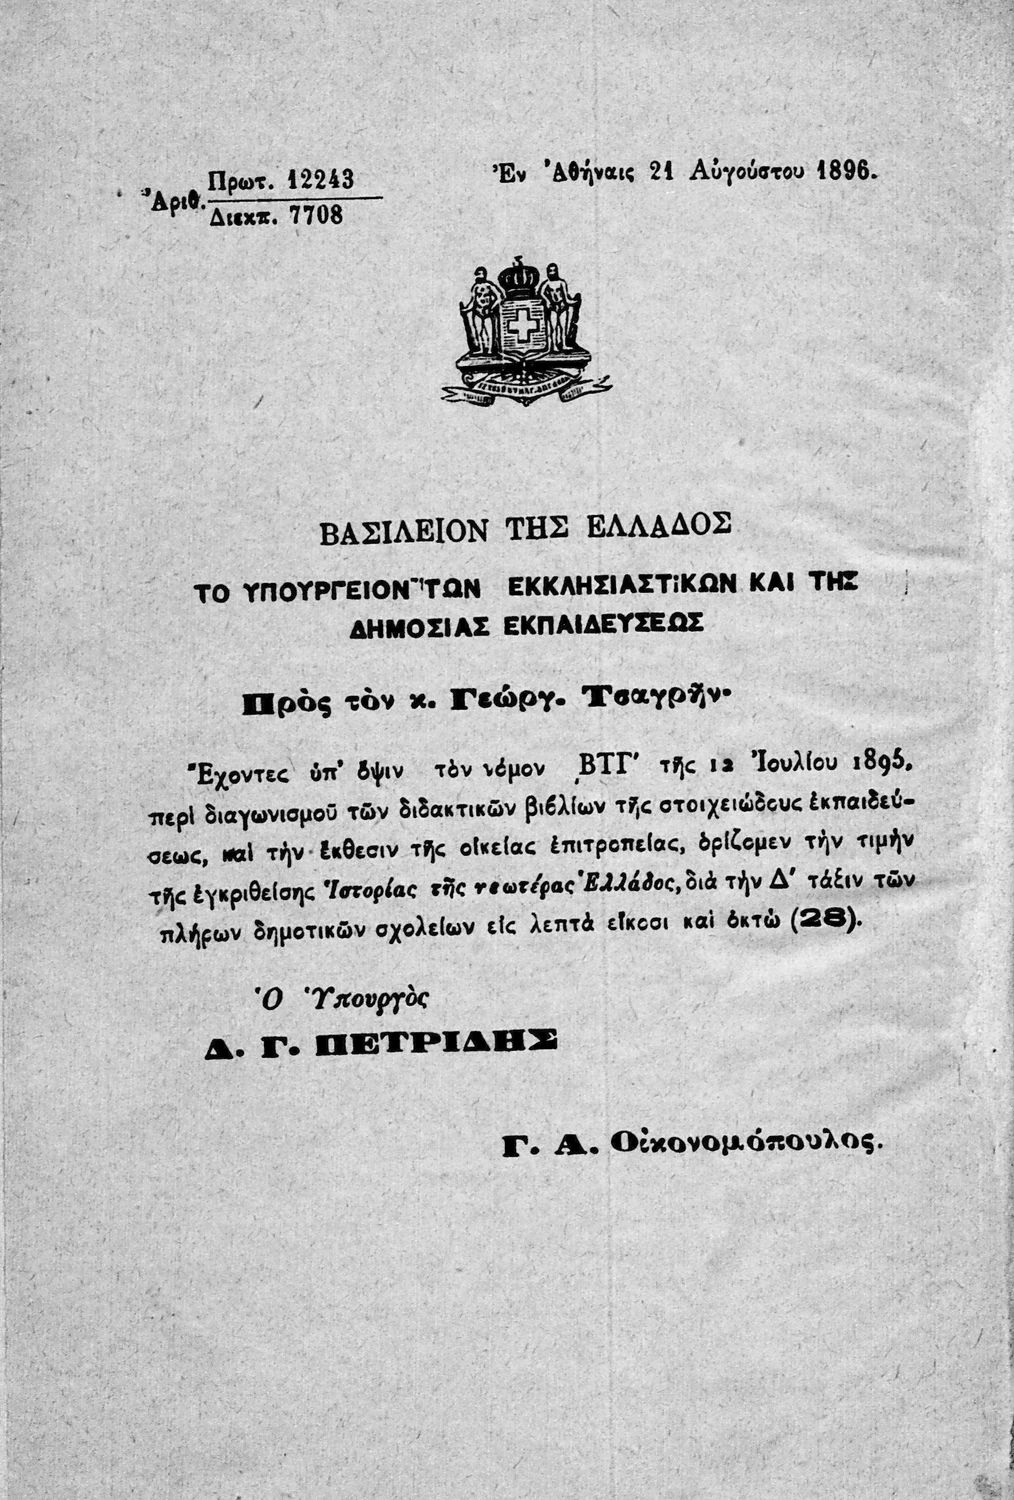 Ἀριθ. Πρωτ. 12243
Διεκπ. 7708
Ἐν Ἀθήναις 21 Αὐγούστου 1896.
ΒΑΣΙΛΕΙΟΝ ΤΗΣ ΕΛΛΑΔΟΣ
ΤΟ ΥΠΟΥΡΓΕΙΟΝ ΤΩΝ ΕΚΚΛΗΣΙΑΣΤΙΚΩΝ ΚΑΙ ΤΗΣ
ΔΗΜΟΣΙΑΣ ΕΚΠΑΙΔΕΥΣΕΩΣ
Πρὸς τὸν κ. Γεώργ. Τσαγρῆν·
Ἔχοντες ὑπ' ὄψιν τὸν νόμον ͵ΒΤΓ' τῆς 12 Ἰουλίου 1895,
περὶ διαγωνισμοῦ τῶν διδακτικῶν βιβλίων τῆς στοιχειώδους ἐκπαιδεύ-
σεως, καὶ τὴν ἔκθεσιν τῆς οἰκείας ἐπιτροπείας, ὁρίζομεν τὴν τιμὴν
τῆς ἐγκριθείσης Ἱστορίας τῆς νεωτέρας Ἑλλάδος, διὰ τὴν Δ' τάξιν τῶν
πλήρων δημοτικῶν σχολείων εἰς λεπτὰ εἴκοσι καὶ ὀκτὼ (28).
Ὁ Ὑπουργὸς
Δ. Γ. ΠΕΤΡΙΔΗΣ
Γ. Α. Οἰκονομόπουλος.